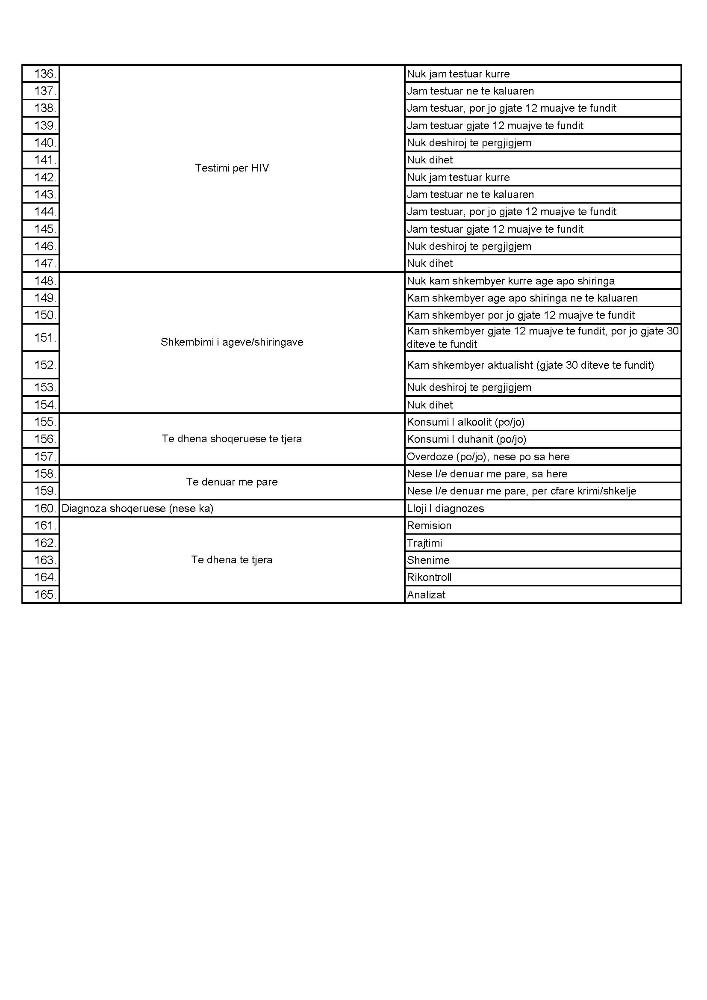 136. Nuk jam testuar kurre
137. Jam testuar ne te kaluaren
138. Jam testuar, por jo gjate 12 muajve te fundit
139. Jam testuar gjate 12 muajve te fundit
140. Nuk deshiroj te pergjigjem
141. Nuk dihet
Testimi per HIV
142. Nuk jam testuar kurre
143. Jam testuar ne te kaluaren
144. Jam testuar, por jo gjate 12 muajve te fundit
145. Jam testuar gjate 12 muajve te fundit
146. Nuk deshiroj te pergjigjem
147. Nuk dihet
148. Nuk kam shkembyer kurre age apo shiringa
149. Kam shkembyer age apo shiringa ne te kaluaren
150. Kam shkembyer por jo gjate 12 muajve te fundit
151. Kam shkembyer gjate 12 muajve te fundit, por jo gjate 30
diteve te fundit
Shkembimi i ageve/shiringave
152. Kam shkembyer aktualisht (gjate 30 diteve te fundit)
153. Nuk deshiroj te pergjigjem
154. Nuk dihet
155. Konsumi I alkoolit (po/jo)
156. Te dhena shoqeruese te tjera Konsumi I duhanit (po/jo)
157. Overdoze (po/jo), nese po sa here
158. Nese I/e denuar me pare, sa here
Te denuar me pare
159. Nese I/e denuar me pare, per cfare krimi/shkelje
160. Diagnoza shoqeruese (nese ka) Lloji I diagnozes
161. Remision
162. Trajtimi
163. Te dhena te tjera Shenime
164. Rikontroll
165. Analizat